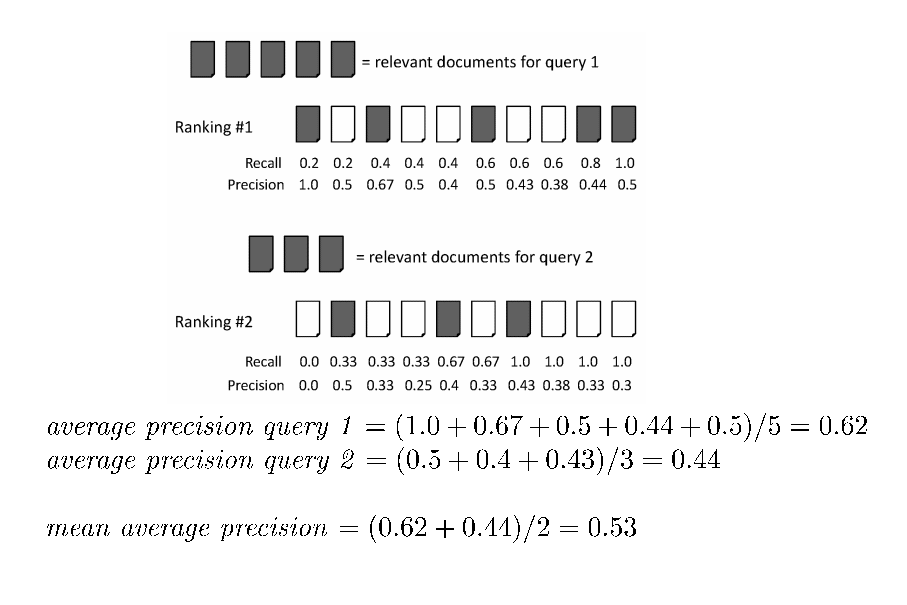 = relevant documents for query 1
Ranking #1
Recall 0.2 0.2 0.4 0.4 0.4 0.6 0.6 0.6 0.8 1.0
Precision 1.0 0.5 0.67 0.5 0.4 0.5 0.43 0.38 0.44 0.5
= relevant documents for query 2
Ranking #2
Recall 0.0 0.33 0.33 0.33 0.67 0.67 1.0 1.0 1.0 1.0
Precision 0.0 0.5 0.33 0.25 0.4 0.33 0.43 0.38 0.33 0.3
average precision query 1 = (1.0 + 0.67 + 0.5 + 0.44 + 0.5)/5 = 0.62
average precision query 2 = (0.5 + 0.4 + 0.43)/3 = 0.44
mean average precision = (0.62 + 0.44)/2 = 0.53